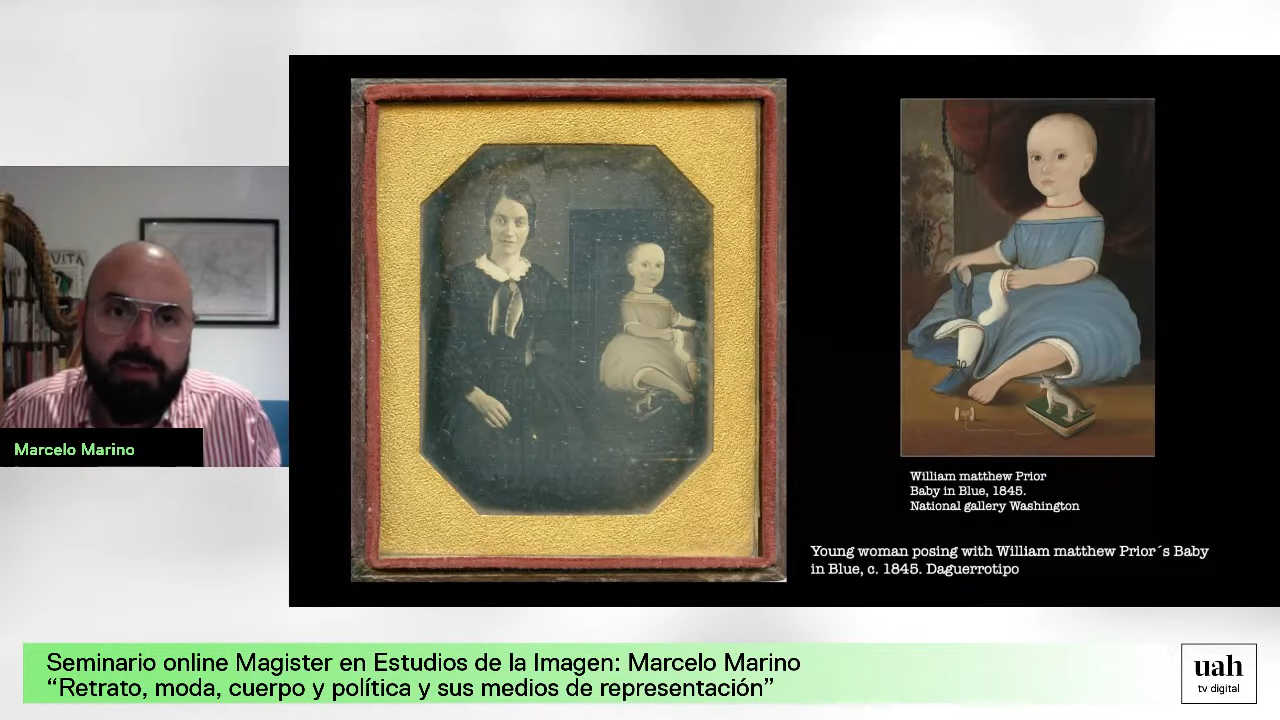 VITA
Marcelo Marino
William matthew Prior
Baby in Blue, 1845.
National gallery Washington
Young woman posing with William matthew Prior´s Baby
in Blue, c. 1845. Daguerrotipo
Seminario online Magister en Estudios de la Imagen: Marcelo Marino
“Retrato, moda, cuerpo y política y sus medios de representación”
uah
tv digital